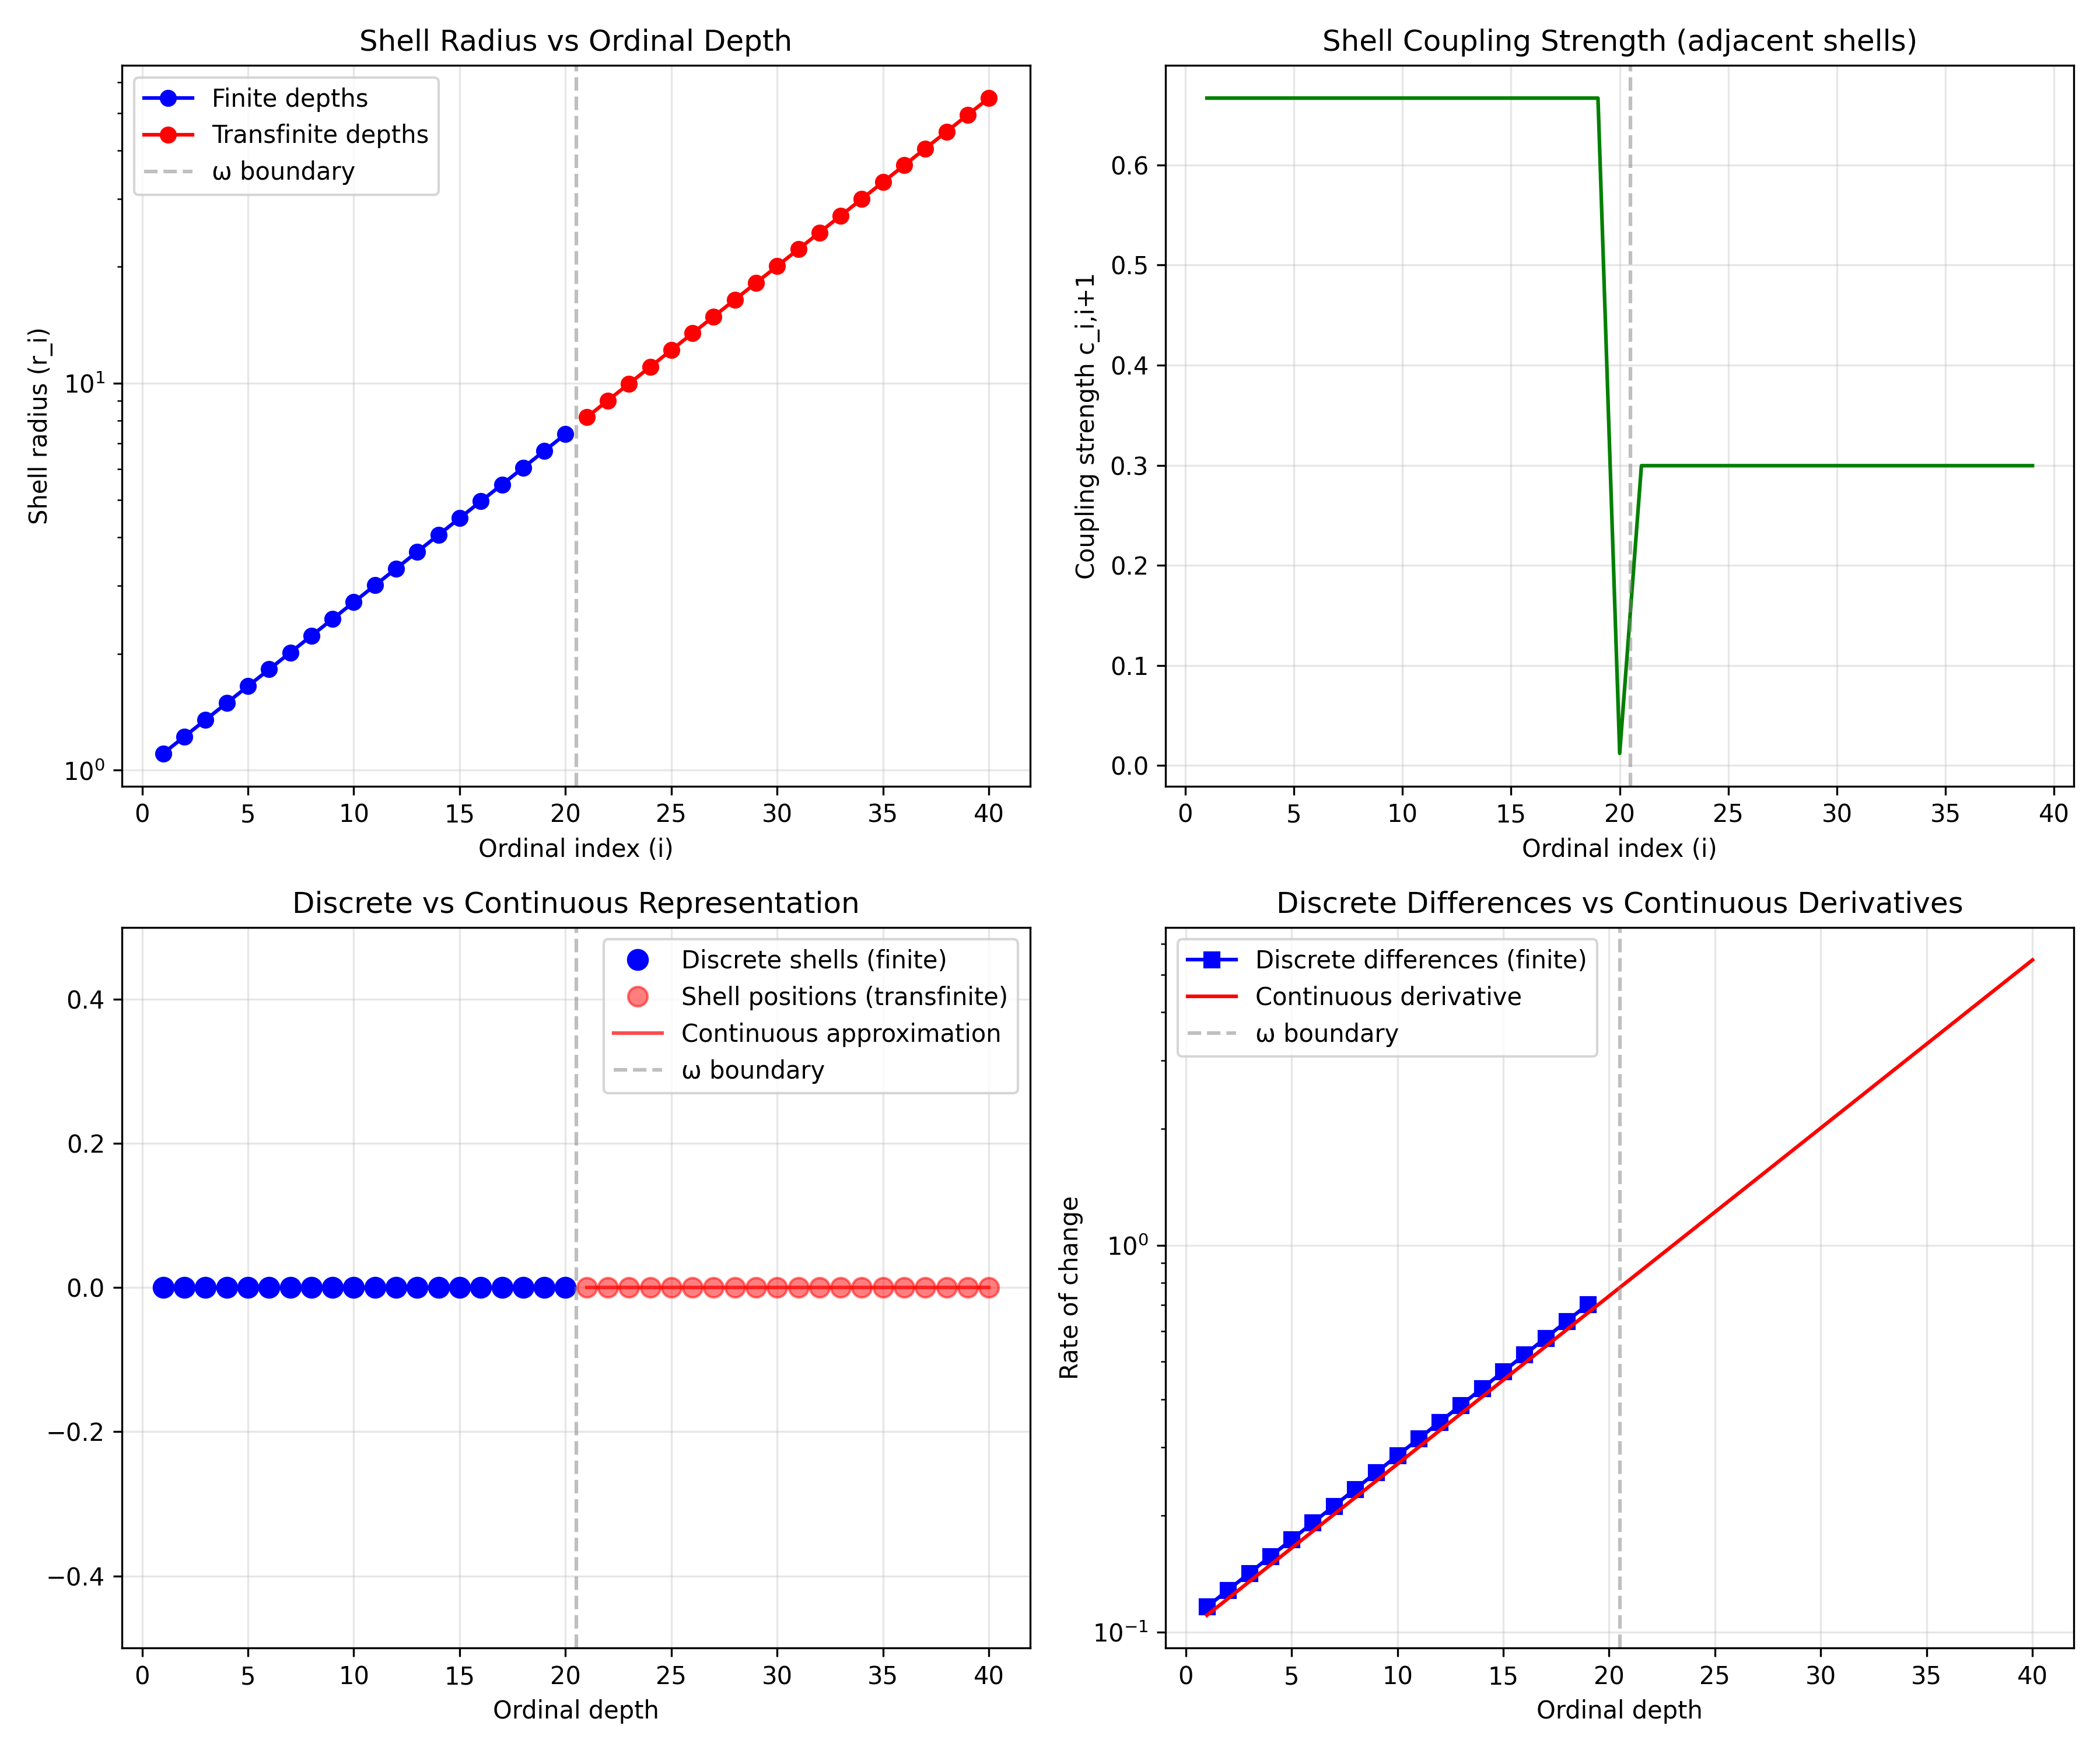 Shell Radius vs Ordinal Depth
Finite depths
Transfinite depths
ω boundary
Shell radius (r_i)
10¹
10⁰
0 5 10 15 20 25 30 35 40
Ordinal index (i)
Shell Coupling Strength (adjacent shells)
Coupling strength c_i,i+1
0.6
0.5
0.4
0.3
0.2
0.1
0.0
0 5 10 15 20 25 30 35 40
Ordinal index (i)
Discrete vs Continuous Representation
Discrete shells (finite)
Shell positions (transfinite)
Continuous approximation
ω boundary
0.4
0.2
0.0
−0.2
−0.4
0 5 10 15 20 25 30 35 40
Ordinal depth
Discrete Differences vs Continuous Derivatives
Discrete differences (finite)
Continuous derivative
ω boundary
Rate of change
10⁰
10⁻¹
0 5 10 15 20 25 30 35 40
Ordinal depth